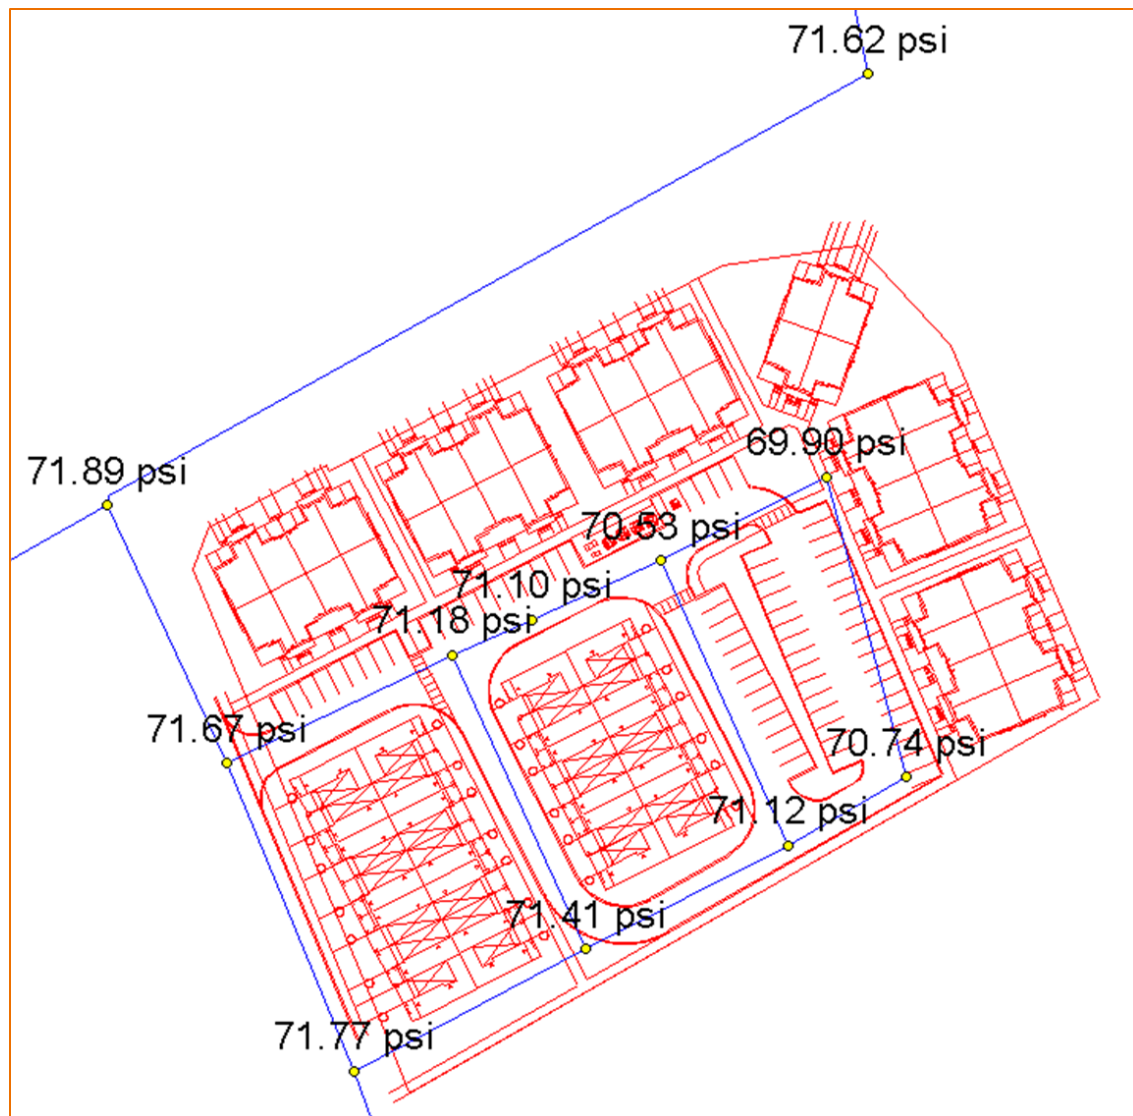 71.62 psi
69.90 psi
71.89 psi
70.53 psi
71.10 psi
71.18 psi
71.67 psi
70.74 psi
71.12 psi
71.41 psi
71.77 psi